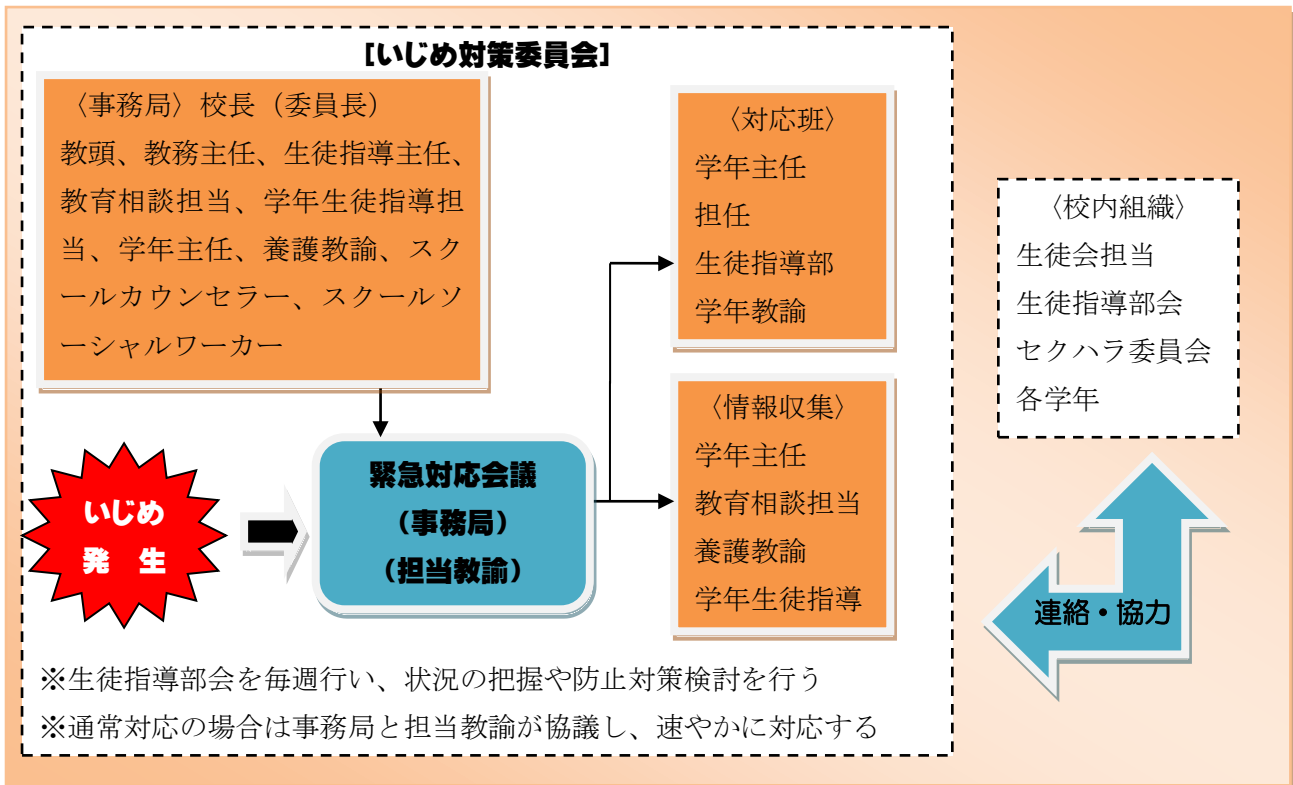 【いじめ対策委員会】
〈事務局〉校長（委員長）
教頭、教務主任、生徒指導主任、
教育相談担当、学年生徒指導担
当、学年主任、養護教諭、スク
ールカウンセラー、スクールソ
ーシャルワーカー
〈対応班〉
学年主任
担任
生徒指導部
学年教諭
〈校内組織〉
生徒会担当
生徒指導部会
セクハラ委員会
各学年
いじめ
発　生
緊急対応会議
（事務局）
（担当教諭）
〈情報収集〉
学年主任
教育相談担当
養護教諭
学年生徒指導
連絡・協力
※生徒指導部会を毎週行い、状況の把握や防止対策検討を行う
※通常対応の場合は事務局と担当教諭が協議し、速やかに対応する